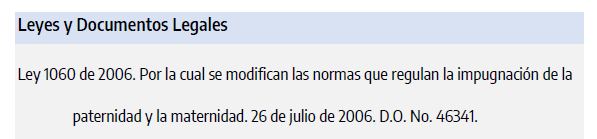 Leyes y Documentos Legales
Ley 1060 de 2006. Por la cual se modifican las normas que regulan la impugnación de la
paternidad y la maternidad. 26 de julio de 2006. D.O. No. 46341.